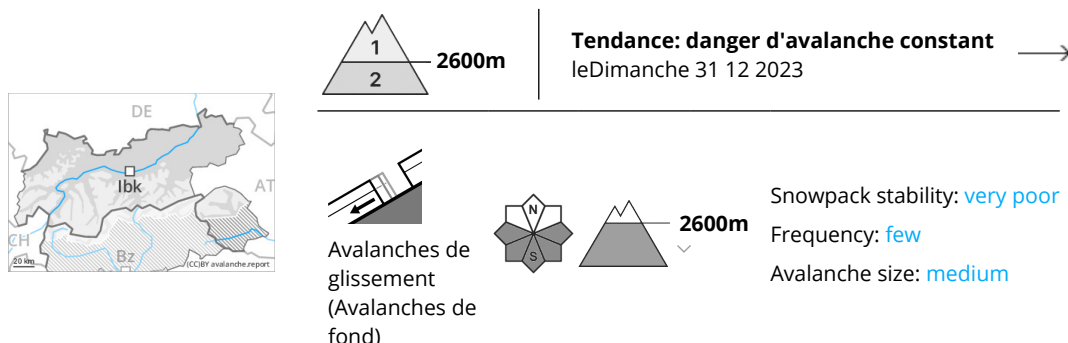 1
2
2600m
Tendance: danger d'avalanche constant
leDimanche 31 12 2023
DE
Ibk
AT
CH
Bz
20 km
(CC)BY avalanche.report
Avalanches de
glissement
(Avalanches de
fond)
N
S
2600m
Snowpack stability: very poor
Frequency: few
Avalanche size: medium